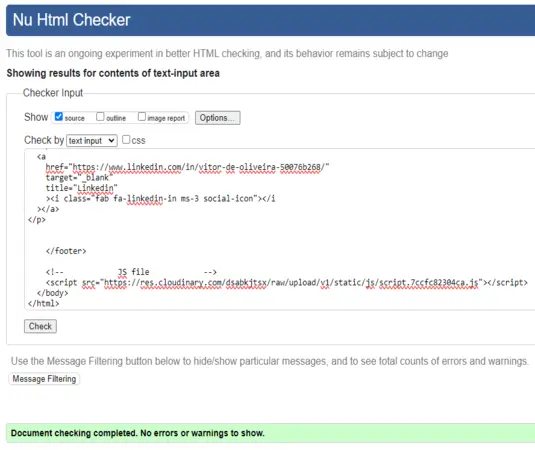 Nu Html Checker
This tool is an ongoing experiment in better HTML checking, and its behavior remains subject to change
Showing results for contents of text-input area
Checker Input
Show source outline image report Options...
Check by text input css
<a
href="https://www.linkedin.com/in/vitor-de-oliveira-50076b268/"
target="_blank"
title="Linkedin"
><i class="fab fa-linkedin-in ms-3 social-icon"></i
></a>
</p>
</footer>
<!-- JS file -->
<script src="https://res.cloudinary.com/dsabkjtsx/raw/upload/v1/static/js/script.7ccfc82304ca.js"></script>
</body>
</html>
Check
Use the Message Filtering button below to hide/show particular messages, and to see total counts of errors and warnings.
Message Filtering
Document checking completed. No errors or warnings to show.